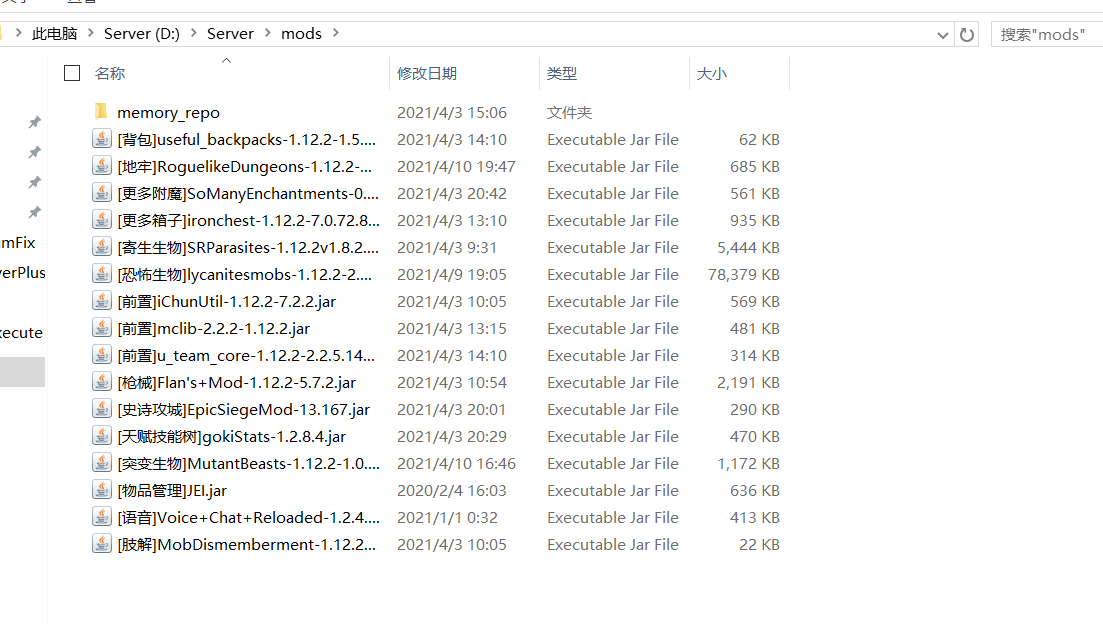 此电脑 > Server (D:) > Server > mods >
搜索"mods"
名称 修改日期 类型 大小
memory_repo 2021/4/3 15:06 文件夹
[背包]useful_backpacks-1.12.2-1.5.... 2021/4/3 14:10 Executable Jar File 62 KB
[地牢]RoguelikeDungeons-1.12.2-... 2021/4/10 19:47 Executable Jar File 685 KB
[更多附魔]SoManyEnchantments-0.... 2021/4/3 20:42 Executable Jar File 561 KB
[更多箱子]ironchest-1.12.2-7.0.72.8... 2021/4/3 13:10 Executable Jar File 935 KB
[寄生生物]SRParasites-1.12.2v1.8.2.... 2021/4/3 9:31 Executable Jar File 5,444 KB
[恐怖生物]lycanitesmobs-1.12.2-2.... 2021/4/9 19:05 Executable Jar File 78,379 KB
[前置]iChunUtil-1.12.2-7.2.2.jar 2021/4/3 10:05 Executable Jar File 569 KB
[前置]mclib-2.2.2-1.12.2.jar 2021/4/3 13:15 Executable Jar File 481 KB
[前置]u_team_core-1.12.2-2.2.5.14... 2021/4/3 14:10 Executable Jar File 314 KB
[枪械]Flan's+Mod-1.12.2-5.7.2.jar 2021/4/3 10:54 Executable Jar File 2,191 KB
[史诗攻城]EpicSiegeMod-13.167.jar 2021/4/3 20:01 Executable Jar File 290 KB
[天赋技能树]gokiStats-1.2.8.4.jar 2021/4/3 20:29 Executable Jar File 470 KB
[突变生物]MutantBeasts-1.12.2-1.0.... 2021/4/10 16:46 Executable Jar File 1,172 KB
[物品管理]JEI.jar 2020/2/4 16:03 Executable Jar File 636 KB
[语音]Voice+Chat+Reloaded-1.2.4.... 2021/1/1 0:32 Executable Jar File 413 KB
[肢解]MobDismemberment-1.12.2... 2021/4/3 10:05 Executable Jar File 22 KB
mFix
erPlus
xecute